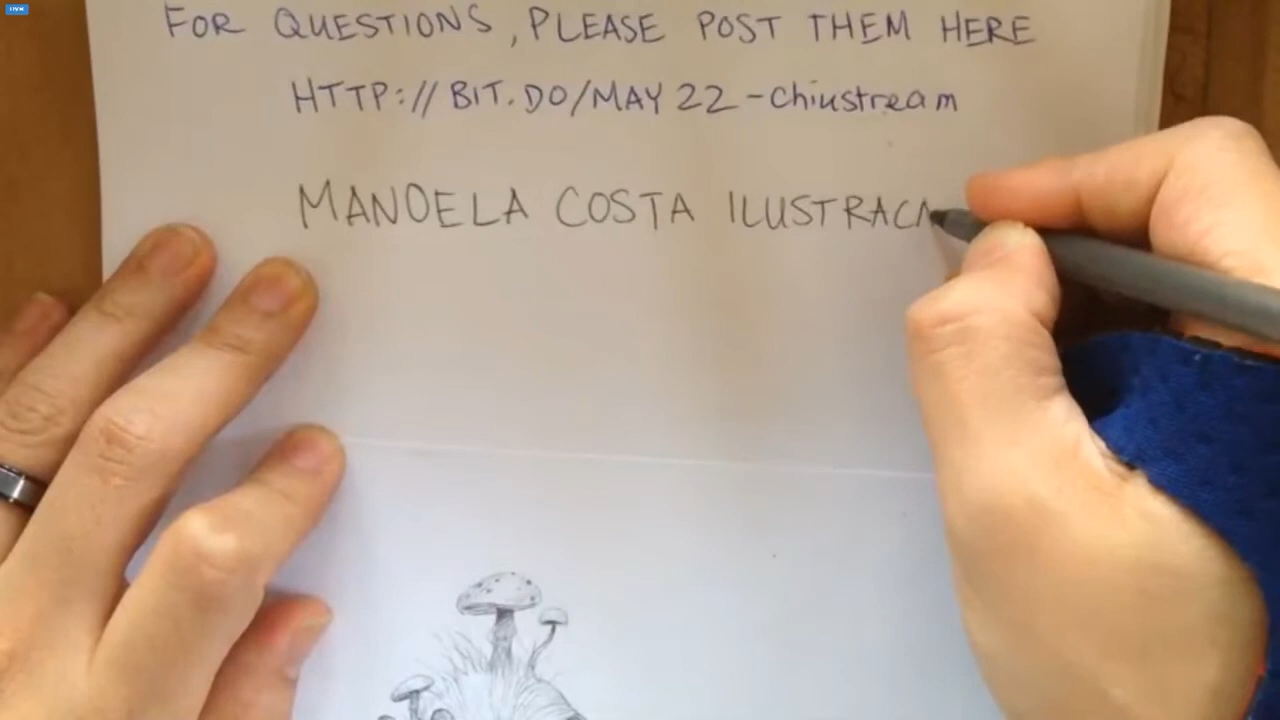 FOR QUESTIONS, PLEASE POST THEM HERE
HTTP://BIT.DO/MAY22-Chiustream
MANOELA COSTA ILUSTRAC